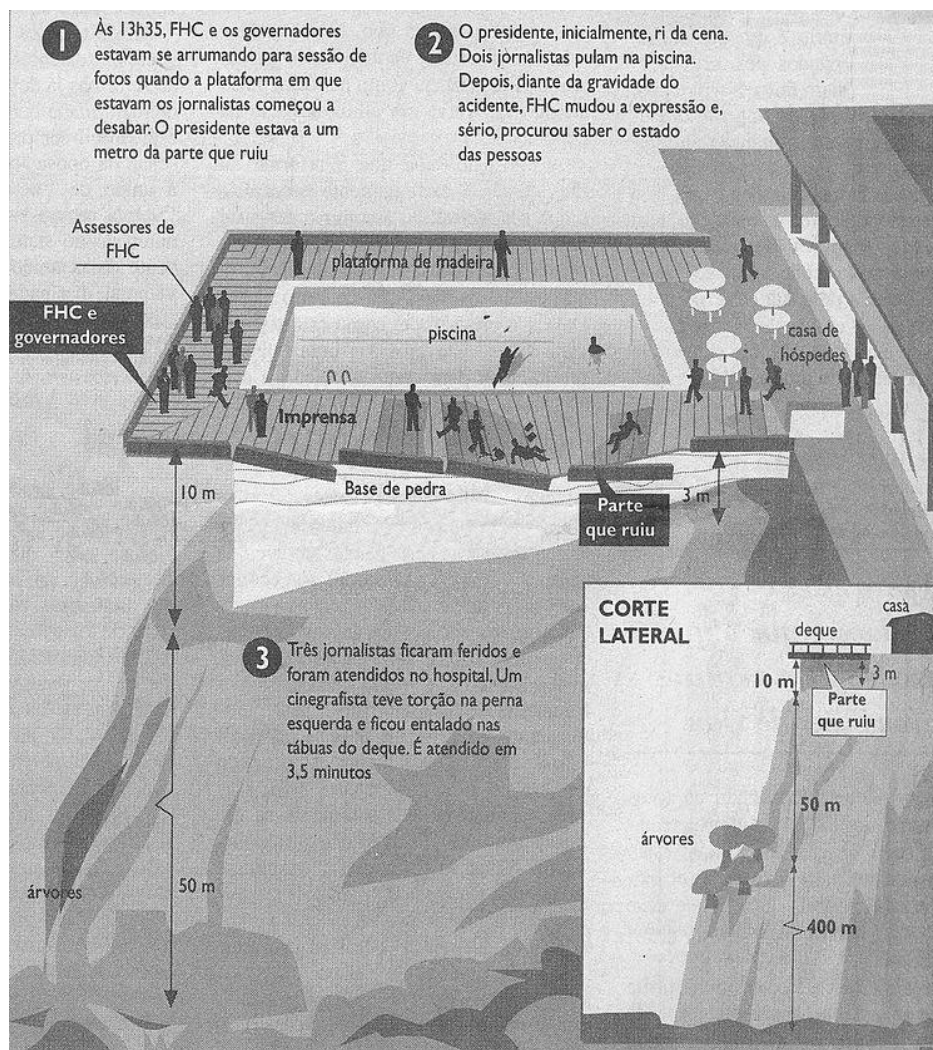 1
Às 13h35, FHC e os governadores
estavam se arrumando para sessão de
fotos quando a plataforma em que
estavam os jornalistas começou a
desabar. O presidente estava a um
metro da parte que ruiu
2
O presidente, inicialmente, ri da cena.
Dois jornalistas pulam na piscina.
Depois, diante da gravidade do
acidente, FHC mudou a expressão e,
sério, procurou saber o estado
das pessoas
Assessores de
FHC
FHC e
governadores
plataforma de madeira
piscina
casa de
hóspedes
Imprensa
10 m
Base de pedra
Parte
que ruiu
3 m
3
Três jornalistas ficaram feridos e
foram atendidos no hospital. Um
cinegrafista teve torção na perna
esquerda e ficou entalado nas
tábuas do deque. É atendido em
3,5 minutos
árvores
50 m
CORTE
LATERAL
casa
deque
10 m
3 m
Parte
que ruiu
50 m
árvores
400 m